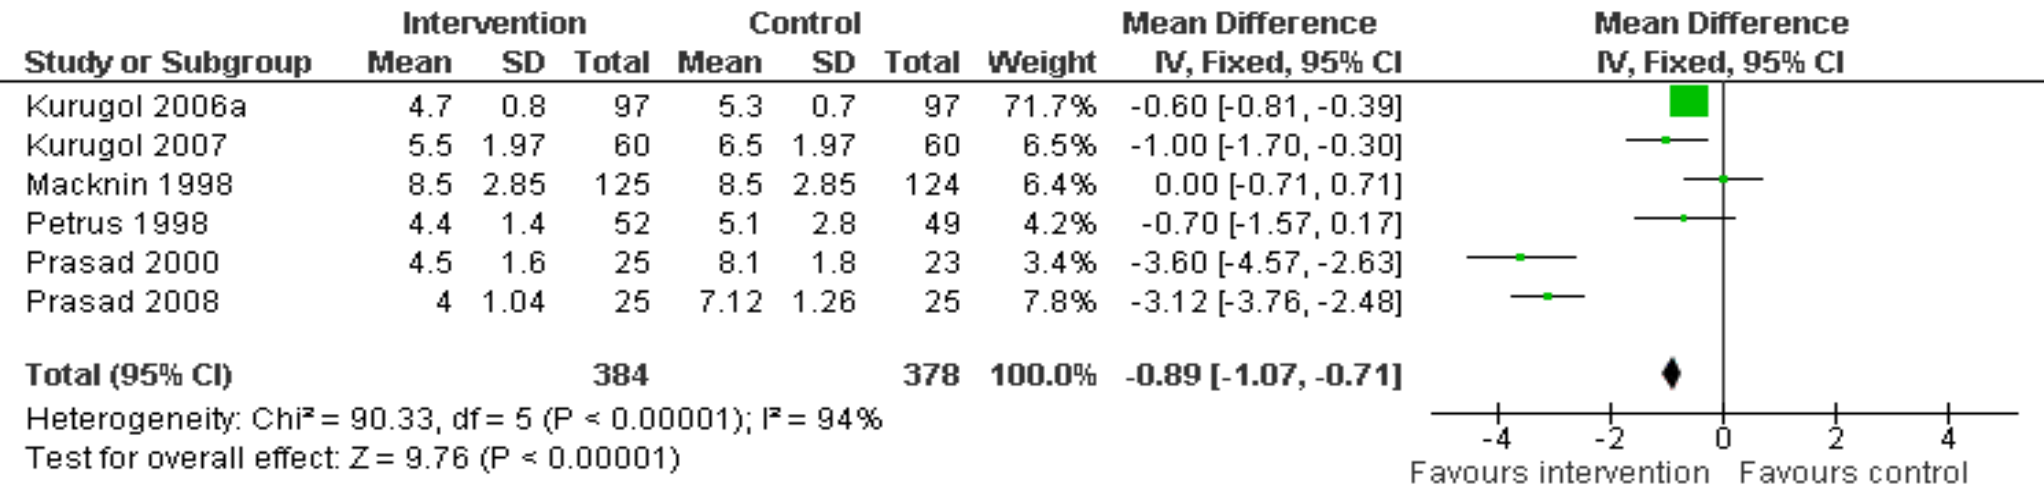 Intervention Control Mean Difference Mean Difference
Study or Subgroup Mean SD Total Mean SD Total Weight IV, Fixed, 95% CI IV, Fixed, 95% CI
Kurugol 2006a 4.7 0.8 97 5.3 0.7 97 71.7% -0.60 [-0.81, -0.39]
Kurugol 2007 5.5 1.97 60 6.5 1.97 60 6.5% -1.00 [-1.70, -0.30]
Macknin 1998 8.5 2.85 125 8.5 2.85 124 6.4% 0.00 [-0.71, 0.71]
Petrus 1998 4.4 1.4 52 5.1 2.8 49 4.2% -0.70 [-1.57, 0.17]
Prasad 2000 4.5 1.6 25 8.1 1.8 23 3.4% -3.60 [-4.57, -2.63]
Prasad 2008 4 1.04 25 7.12 1.26 25 7.8% -3.12 [-3.76, -2.48]
Total (95% CI) 384 378 100.0% -0.89 [-1.07, -0.71]
Heterogeneity: Chi² = 90.33, df = 5 (P < 0.00001); I² = 94%
Test for overall effect: Z = 9.76 (P < 0.00001)
-4 -2 0 2 4
Favours intervention Favours control